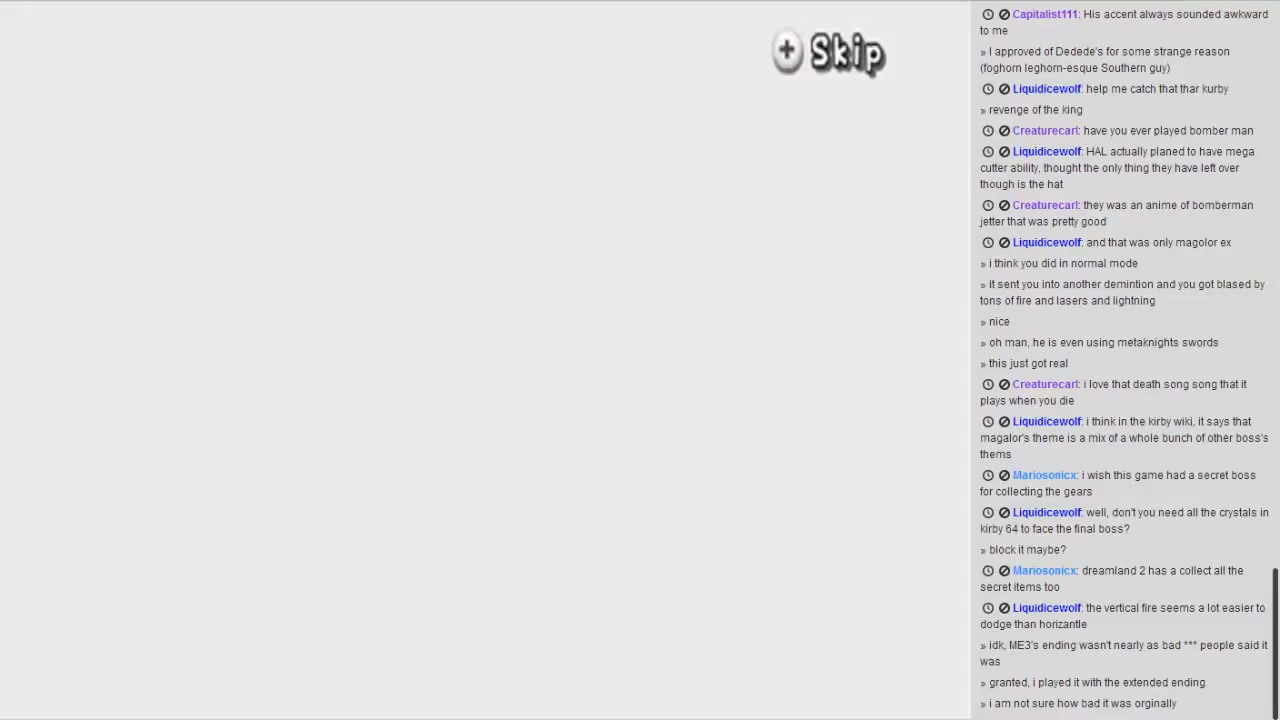 + Skip
Capitalist111: His accent always sounded awkward
to me
» I approved of Dedede's for some strange reason
(foghorn leghorn-esque Southern guy)
Liquidicewolf: help me catch that thar kurby
» revenge of the king
Creaturecarl: have you ever played bomber man
Liquidicewolf: HAL actually planed to have mega
cutter ability, thought the only thing they have left over
though is the hat
Creaturecarl: they was an anime of bomberman
jetter that was pretty good
Liquidicewolf: and that was only magolor ex
» i think you did in normal mode
» it sent you into another demintion and you got blased by
tons of fire and lasers and lightning
» nice
» oh man, he is even using metaknights swords
» this just got real
Creaturecarl: i love that death song song that it
plays when you die
Liquidicewolf: i think in the kirby wiki, it says that
magalor's theme is a mix of a whole bunch of other boss's
thems
Mariosonicx: i wish this game had a secret boss
for collecting the gears
Liquidicewolf: well, don't you need all the crystals in
kirby 64 to face the final boss?
» block it maybe?
Mariosonicx: dreamland 2 has a collect all the
secret items too
Liquidicewolf: the vertical fire seems a lot easier to
dodge than horizantle
» idk, ME3's ending wasn't nearly as bad *** people said it
was
» granted, i played it with the extended ending
» i am not sure how bad it was orginally